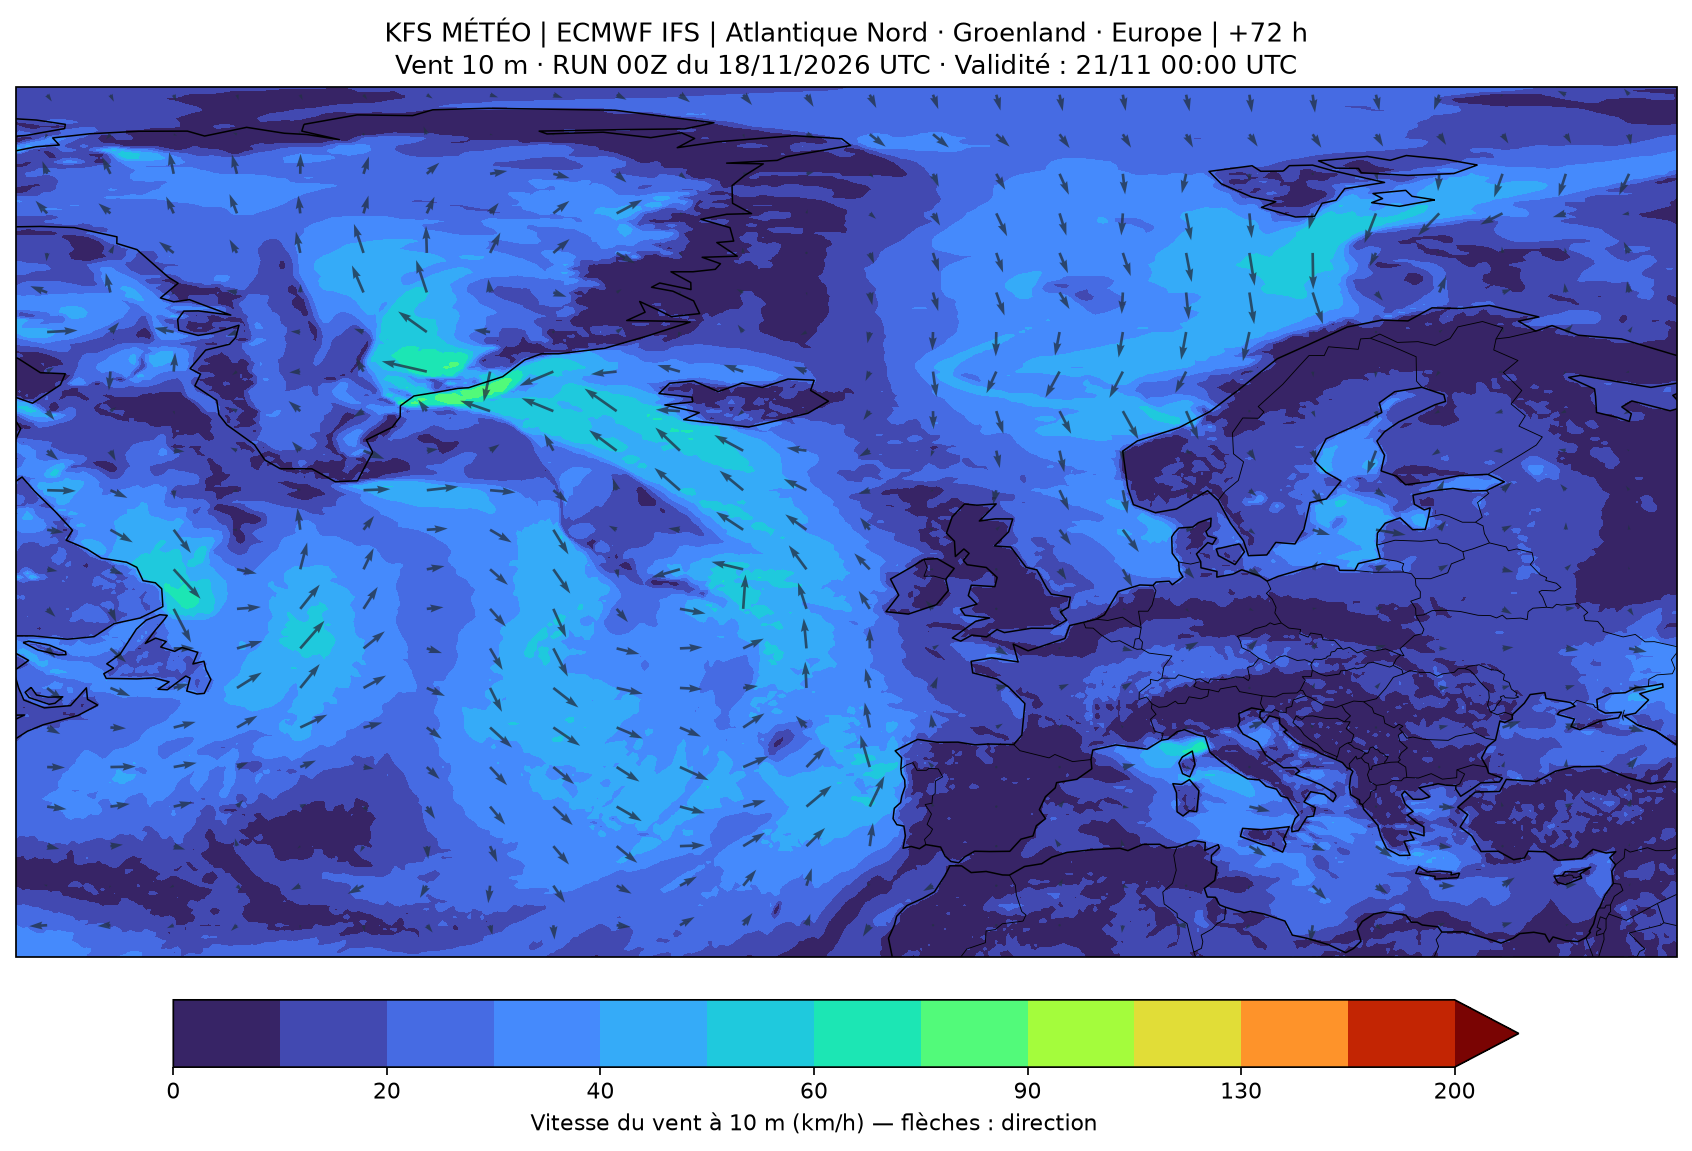 KFS MÉTÉO | ECMWF IFS | Atlantique Nord · Groenland · Europe | +72 h
Vent 10 m · RUN 00Z du 18/11/2026 UTC · Validité : 21/11 00:00 UTC
0 20 40 60 90 130 200
Vitesse du vent à 10 m (km/h) — flèches : direction